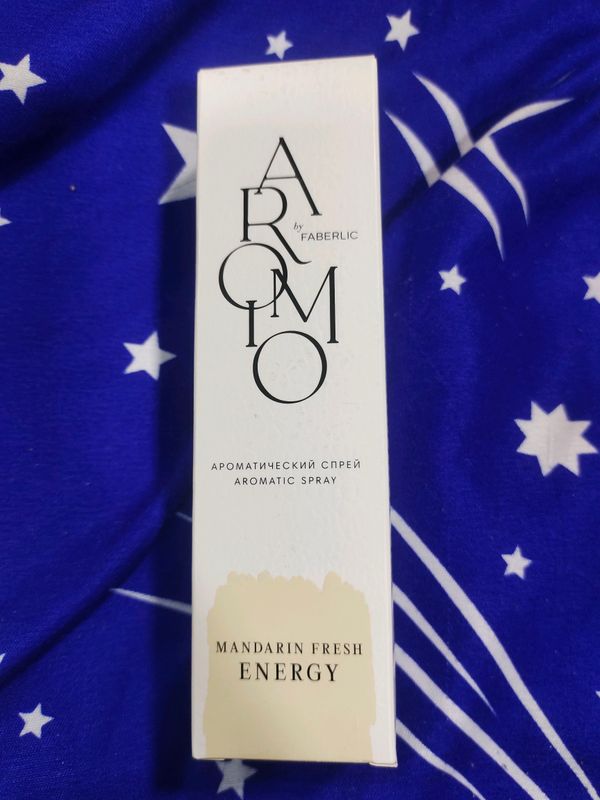 AROMIO
by FABERLIC
АРОМАТИЧЕСКИЙ СПРЕЙ
AROMATIC SPRAY
MANDARIN FRESH
ENERGY